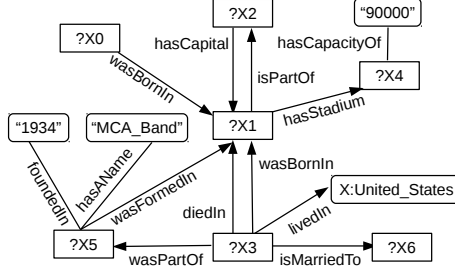 ?X2
"90000"
?X0
hasCapital
hasCapacityOf
wasBornIn
isPartOf
?X4
"1934"
"MCA_Band"
?X1
hasStadium
foundedIn
hasAName
wasFormedIn
wasBornIn
diedIn
livedIn
X:United_States
?X5
wasPartOf
?X3
isMarriedTo
?X6